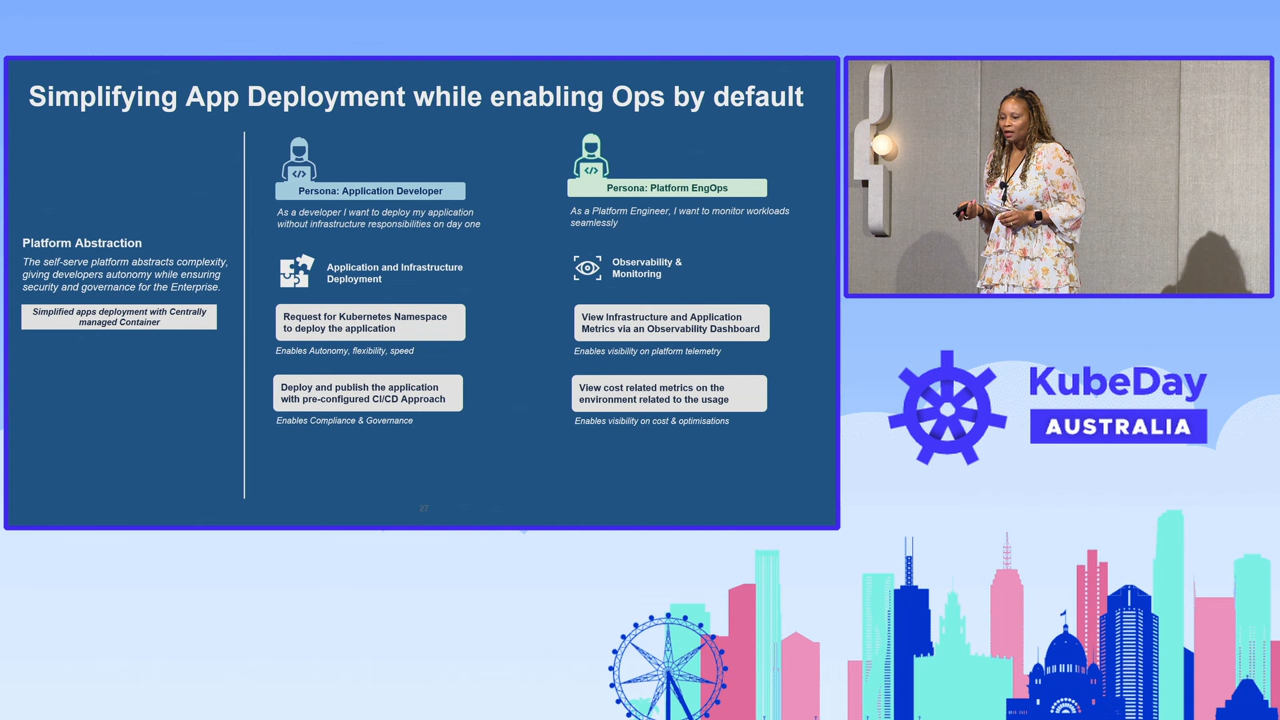 Simplifying App Deployment while enabling Ops by default
Platform Abstraction
The self-serve platform abstracts complexity,
giving developers autonomy while ensuring
security and governance for the Enterprise.
Simplified apps deployment with Centrally
managed Container
</>
Persona: Application Developer
As a developer I want to deploy my application
without infrastructure responsibilities on day one
Application and Infrastructure
Deployment
Request for Kubernetes Namespace
to deploy the application
Enables Autonomy, flexibility, speed
Deploy and publish the application
with pre-configured CI/CD Approach
Enables Compliance & Governance
</>
Persona: Platform EngOps
As a Platform Engineer, I want to monitor workloads
seamlessly
Observability &
Monitoring
View Infrastructure and Application
Metrics via an Observability Dashboard
Enables visibility on platform telemetry
View cost related metrics on the
environment related to the usage
Enables visibility on cost & optimisations
27
KubeDay
AUSTRALIA